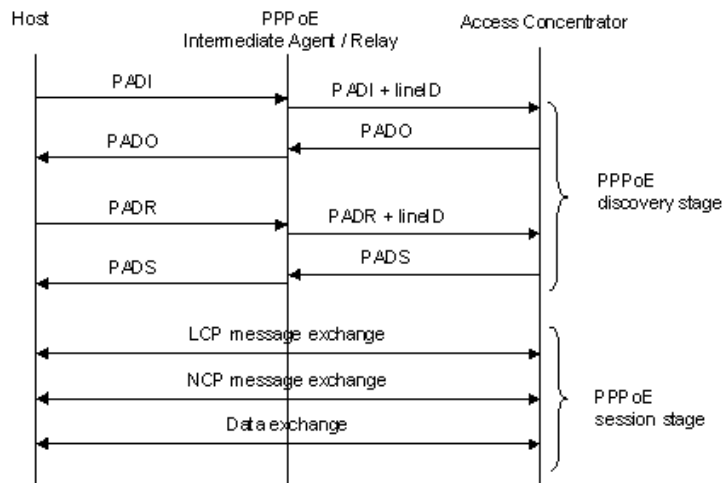 Host
PPPoE
Intermediate Agent / Relay
Access Concentrator
PADI
PADI + lineID
PADO
PADO
PPPoE
discovery stage
PADR
PADR + lineID
PADS
PADS
LCP message exchange
NCP message exchange
PPPoE
session stage
Data exchange